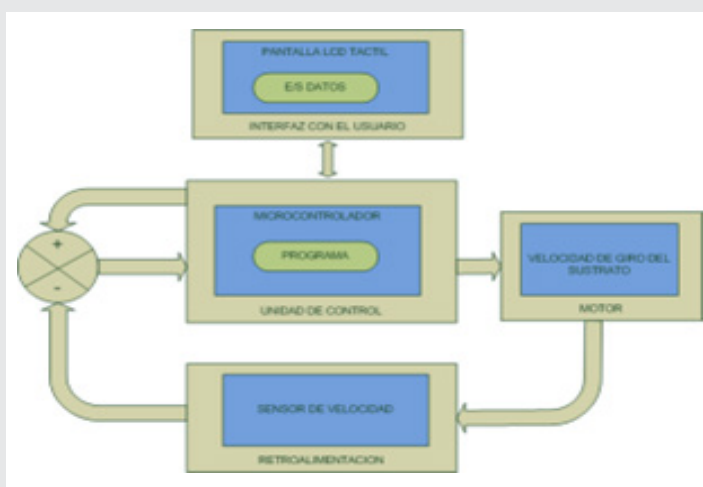 PANTALLA LCD TACTIL
E/S DATOS
INTERFAZ CON EL USUARIO
+
MICROCONTROLADOR
PROGRAMA
-
UNIDAD DE CONTROL
VELOCIDAD DE GIRO DEL
SUSTRATO
MOTOR
SENSOR DE VELOCIDAD
RETROALIMENTACION